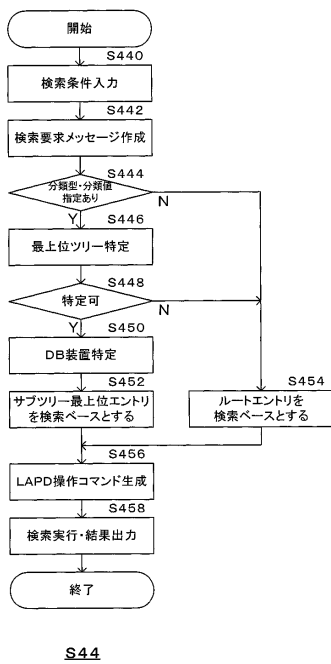 開始
S440
検索条件入力
S442
検索要求メッセージ作成
S444
分類型・分類値
指定あり
N
Y
S446
最上位ツリー特定
S448
特定可
N
Y
S450
DB装置特定
S452
サブツリー最上位エントリ
を検索ベースとする
S454
ルートエントリを
検索ベースとする
S456
LAPD操作コマンド生成
S458
検索実行・結果出力
終了
S44